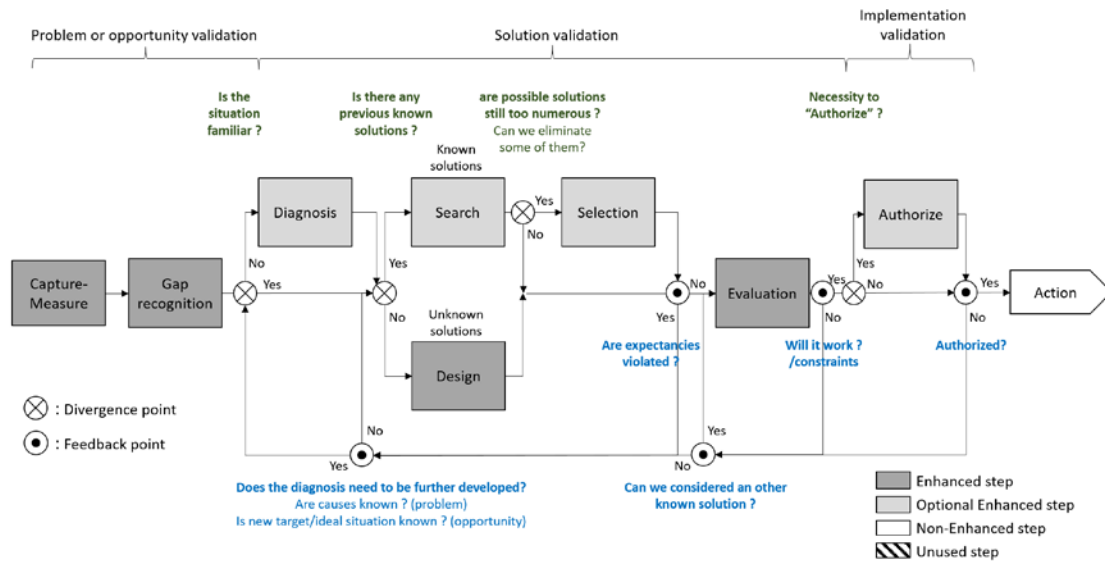 Problem or opportunity validation
Solution validation
Implementation
validation
Is the
situation
familiar ?
Is there any
previous known
solutions ?
are possible solutions
still too numerous ?
Can we eliminate
some of them?
Necessity to
“Authorize” ?
Known
solutions
Diagnosis
Search
Yes
No
Selection
Authorize
No
Yes
Yes
No
Yes
Capture-
Measure
Gap
recognition
Yes
No
Unknown
solutions
Design
No
Yes
Evaluation
Yes
No
No
Yes
No
Action
Are expectancies
violated ?
Will it work ?
/constraints
Authorized?
: Divergence point
: Feedback point
No
Yes
Yes
No
Does the diagnosis need to be further developed?
Are causes known ? (problem)
Is new target/ideal situation known ? (opportunity)
Can we considered an other
known solution ?
Enhanced step
Optional Enhanced step
Non-Enhanced step
Unused step